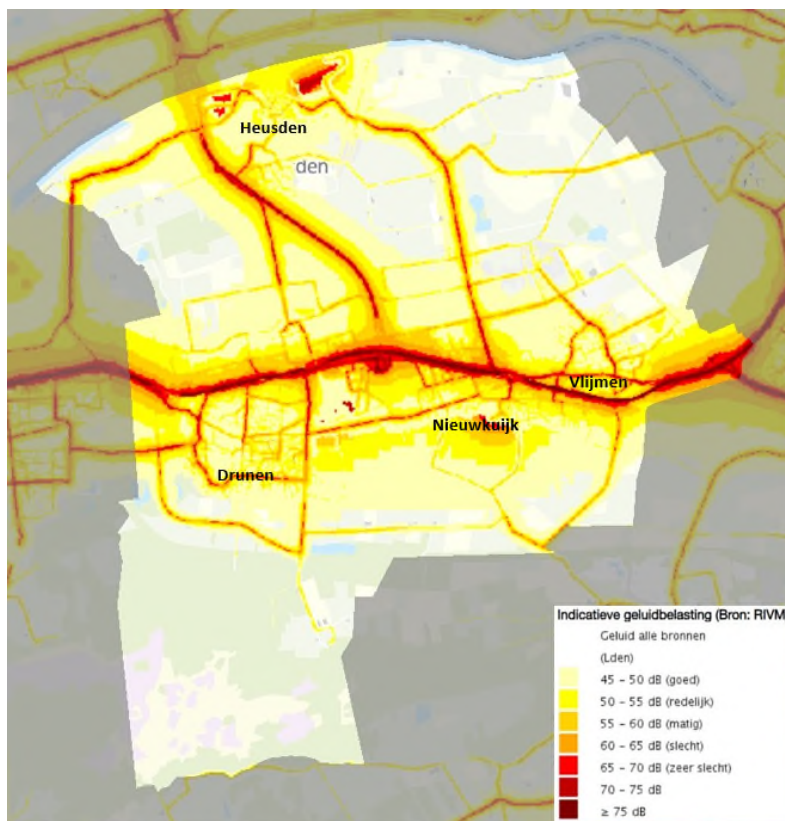 Heusden
den
Vlijmen
Nieuwkuijk
Drunen
Indicatieve geluidbelasting (Bron: RIVM
Geluid alle bronnen
(Lden)
45 – 50 dB (goed)
50 – 55 dB (redelijk)
55 – 60 dB (matig)
60 – 65 dB (slecht)
65 – 70 dB (zeer slecht)
70 – 75 dB
≥ 75 dB